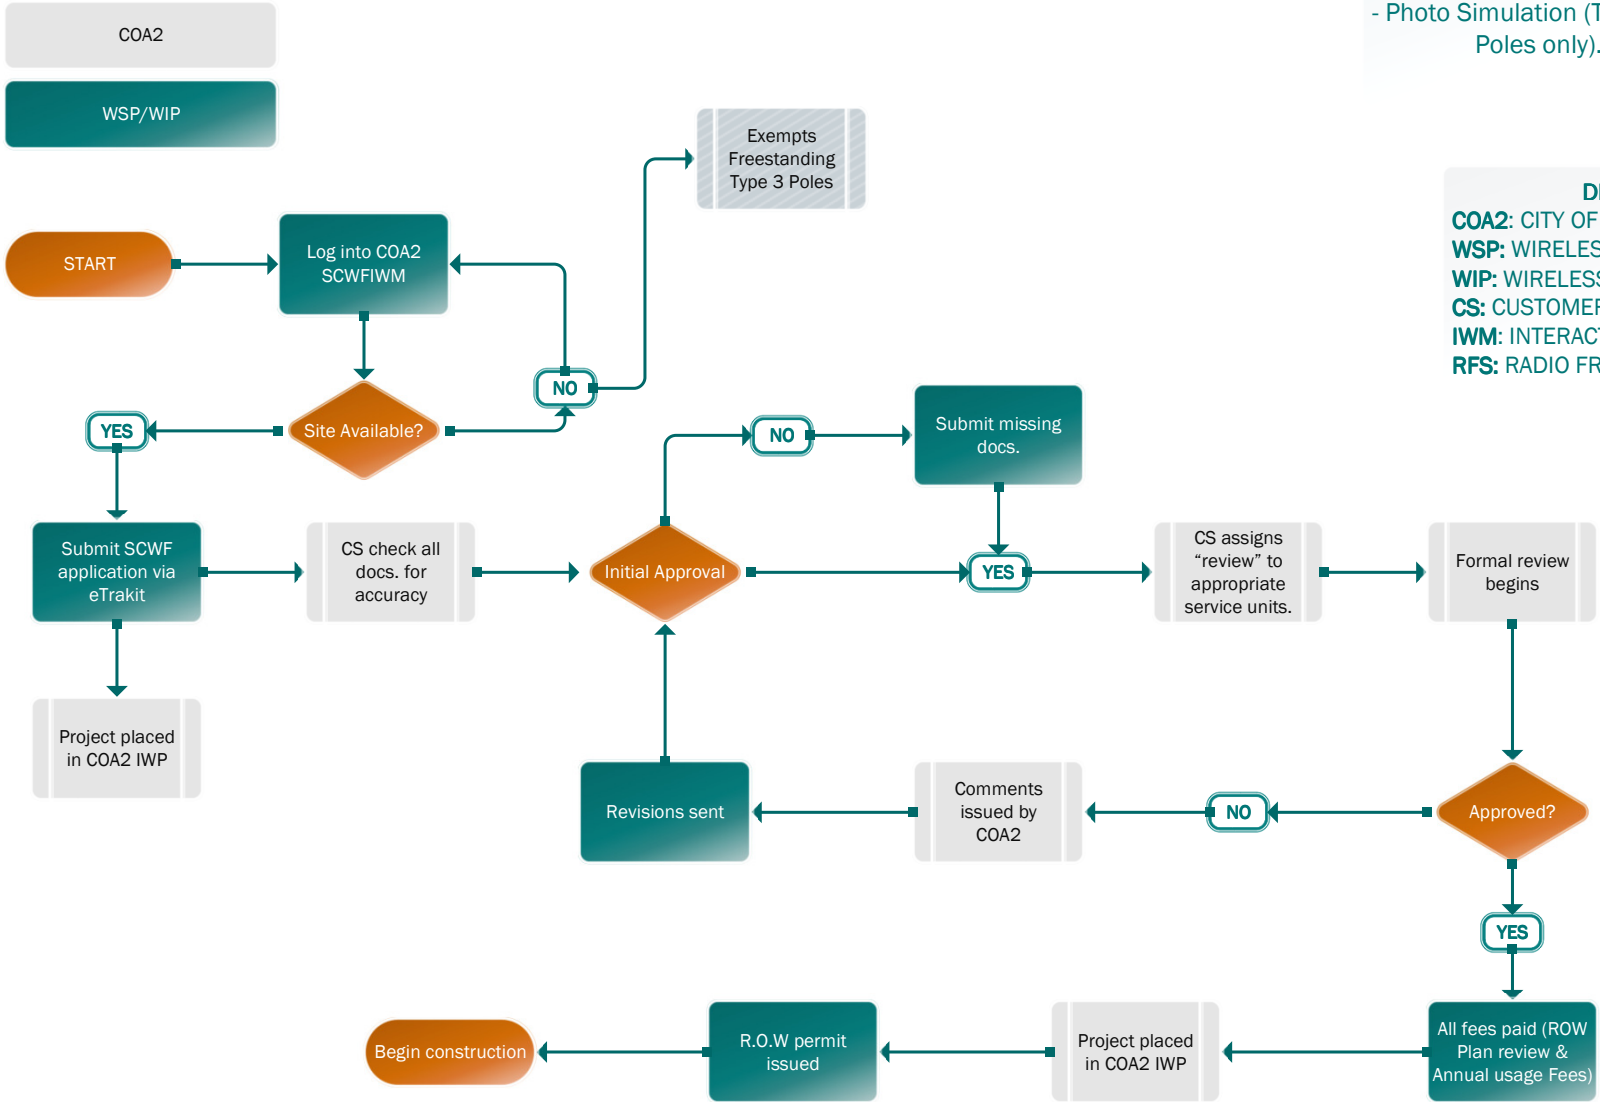 COA2
WSP/WIP
- Photo Simulation (T
Poles only).
COA2: CITY OF
WSP: WIRELES
WIP: WIRELESS
CS: CUSTOMER
IWM: INTERACT
RFS: RADIO FR
Exempts
Freestanding
Type 3 Poles
START
Log into COA2
SCWFIWM
NO
Site Available?
YES
NO
Submit missing
docs.
Submit SCWF
application via
eTrakit
CS check all
docs. for
accuracy
Initial Approval
YES
CS assigns
“review” to
appropriate
service units.
Formal review
begins
Project placed
in COA2 IWP
Revisions sent
Comments
issued by
COA2
NO
Approved?
YES
Begin construction
R.O.W permit
issued
Project placed
in COA2 IWP
All fees paid (ROW
Plan review &
Annual usage Fees)